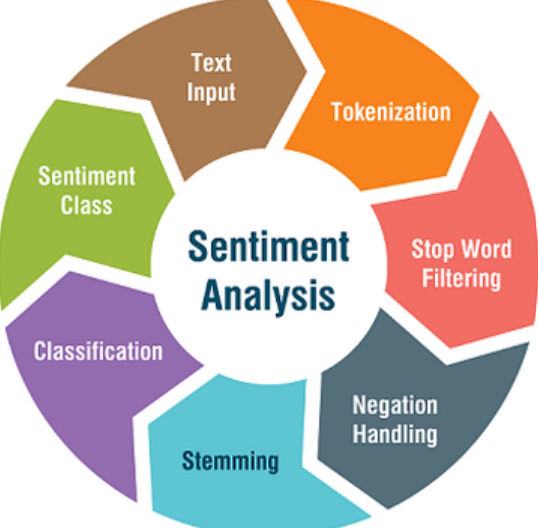 Text
Input
Tokenization
Stop Word
Filtering
Negation
Handling
Stemming
Classification
Sentiment
Class
Sentiment
Analysis